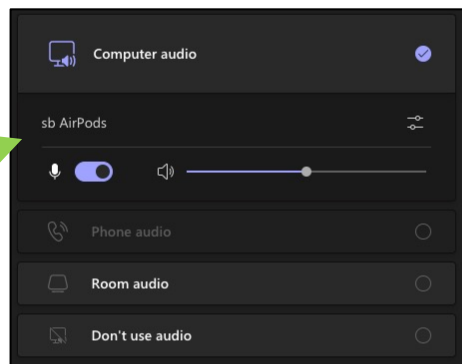 Computer audio
sb AirPods
Phone audio
Room audio
Don't use audio